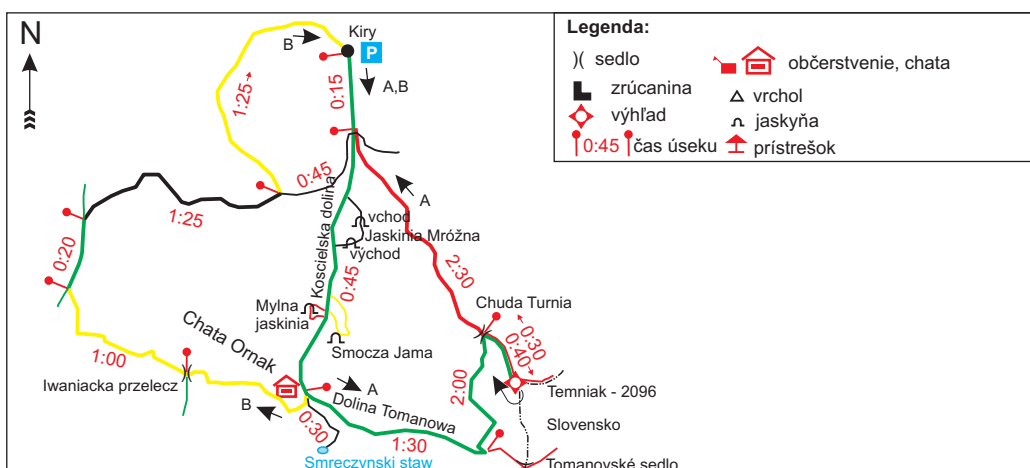 N
Kiry
P
B
A,B
0:15
1:25
0:45
A
1:25
0:20
Koscielska dolina
vchod
Jaskinia Mróżna
východ
0:45
2:30
Mylna
jaskinia
Smocza Jama
Chuda Turnia
0:30
0:40
Chata Ornak
1:00
Iwaniacka przelecz
B
A
Dolina Tomanowa
2:00
Temniak - 2096
Slovensko
0:30
1:30
Smreczynski staw
Tomanovské sedlo
Legenda:
sedlo
občerstvenie, chata
zrúcanina
vrchol
výhľad
jaskyňa
0:45 čas úseku
prístrešok